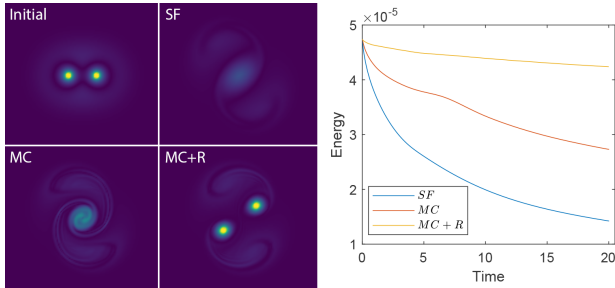 Initial
SF
MC
MC+R
× 10⁻⁵
5
4
3
2
1
0
5
10
15
20
Energy
Time
SF
MC
MC + R